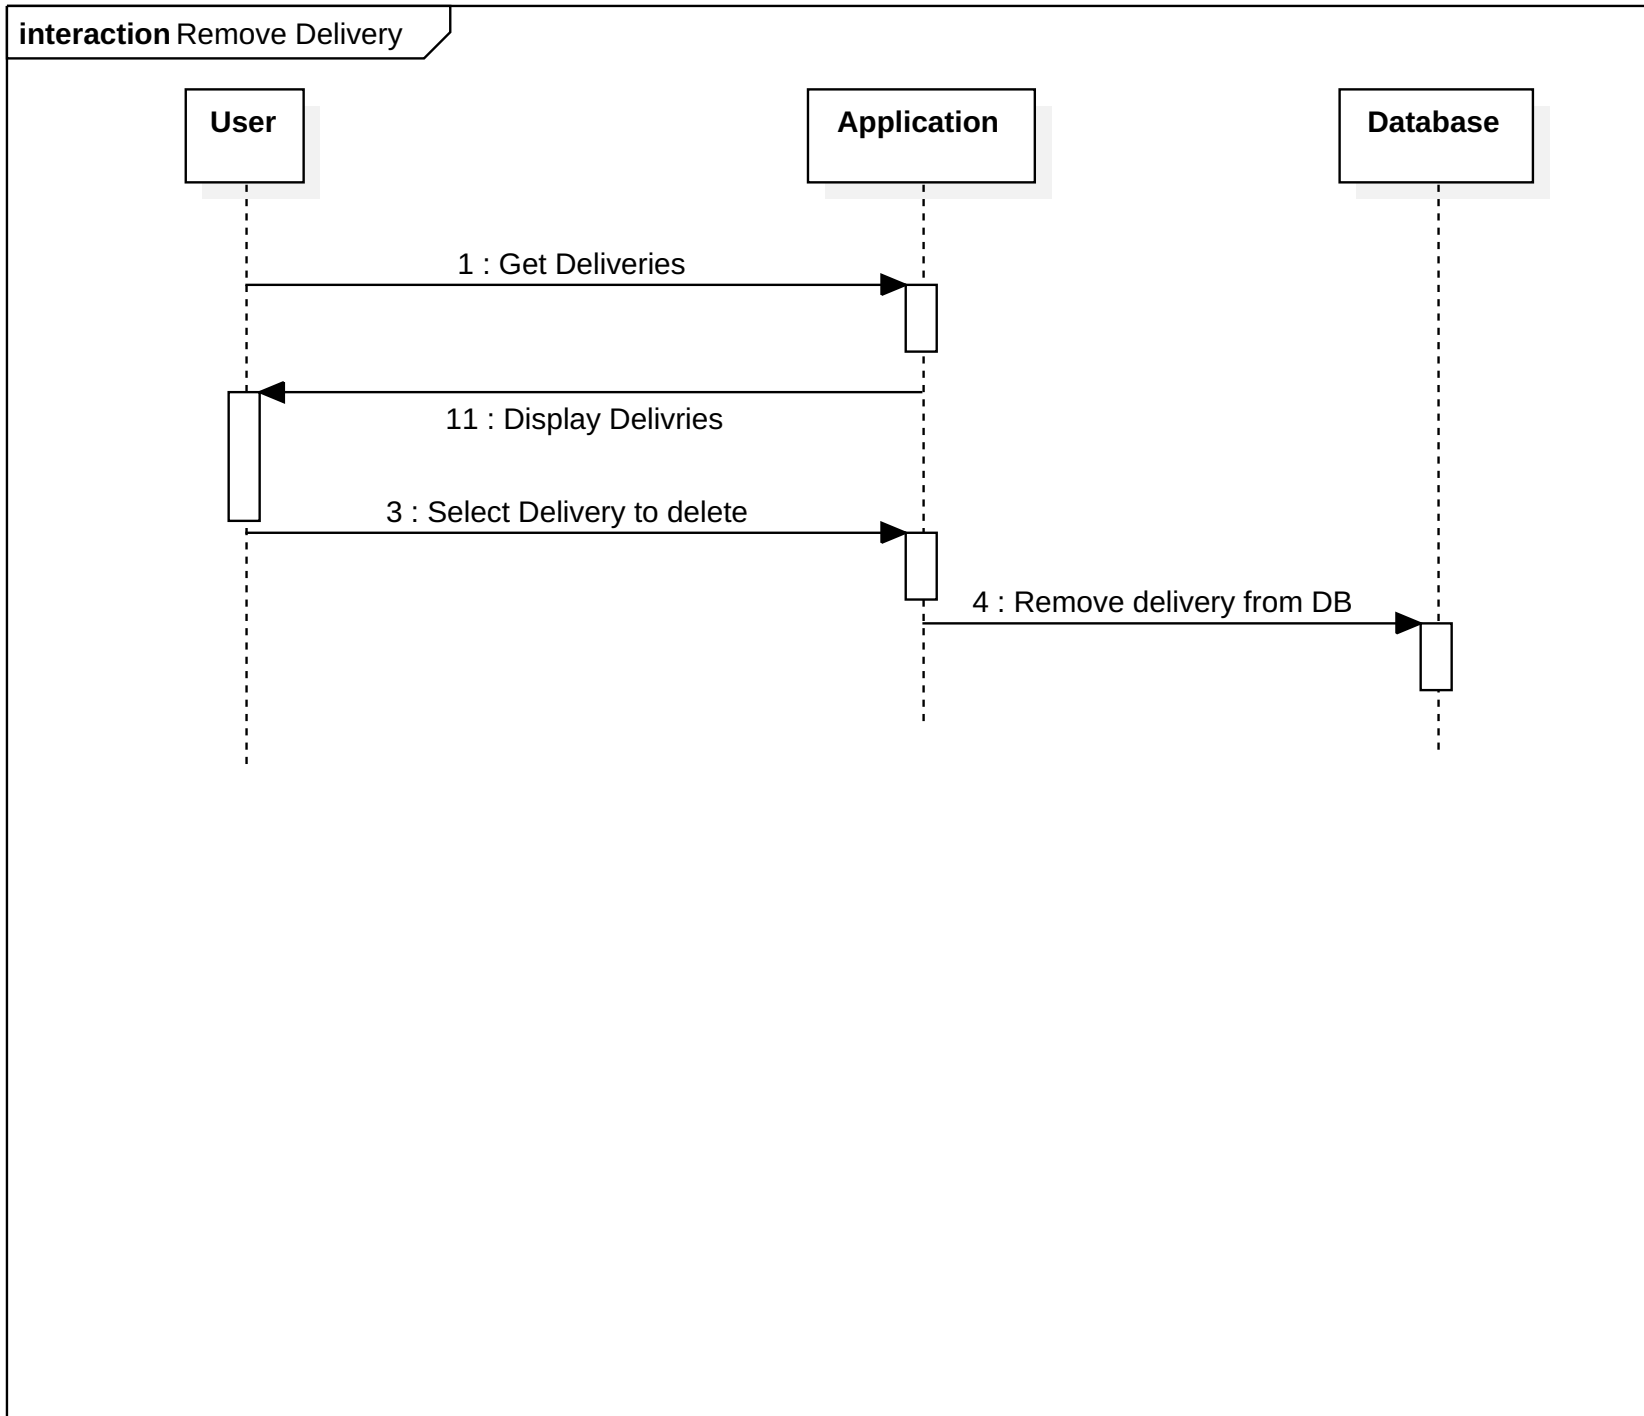 interaction Remove Delivery
User
Application
Database
1 : Get Deliveries
11 : Display Delivries
3 : Select Delivery to delete
4 : Remove delivery from DB